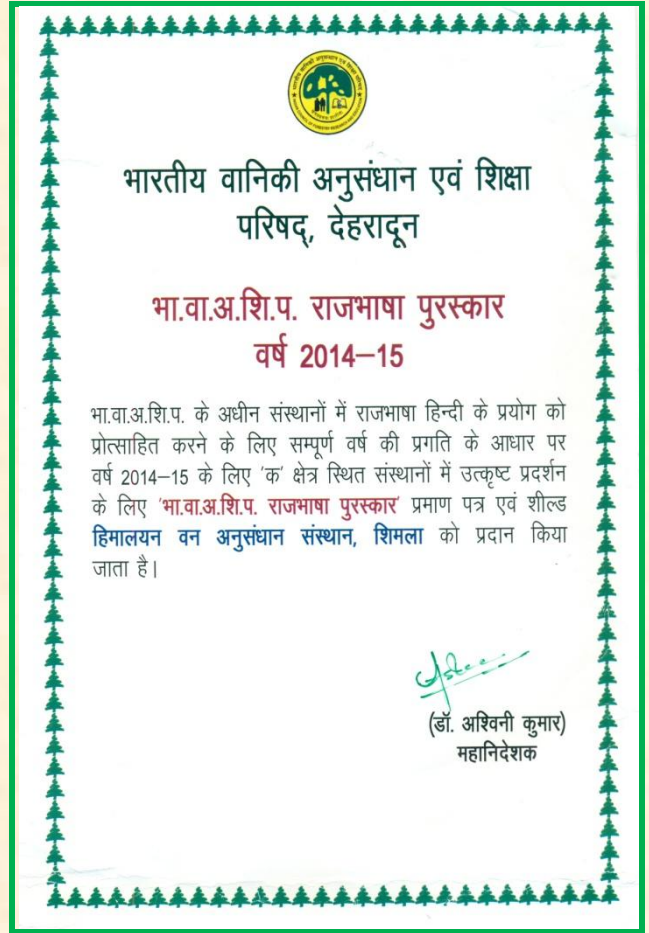 भारतीय वानिकी अनुसंधान एवं शिक्षा
परिषद्, देहरादून
भा.वा.अ.शि.प. राजभाषा पुरस्कार
वर्ष 2014–15
भा.वा.अ.शि.प. के अधीन संस्थानों में राजभाषा हिन्दी के प्रयोग को
प्रोत्साहित करने के लिए सम्पूर्ण वर्ष की प्रगति के आधार पर
वर्ष 2014–15 के लिए 'क' क्षेत्र स्थित संस्थानों में उत्कृष्ट प्रदर्शन
के लिए 'भा.वा.अ.शि.प. राजभाषा पुरस्कार' प्रमाण पत्र एवं शील्ड
हिमालयन वन अनुसंधान संस्थान, शिमला को प्रदान किया
जाता है।
(डॉ. अश्विनी कुमार)
महानिदेशक